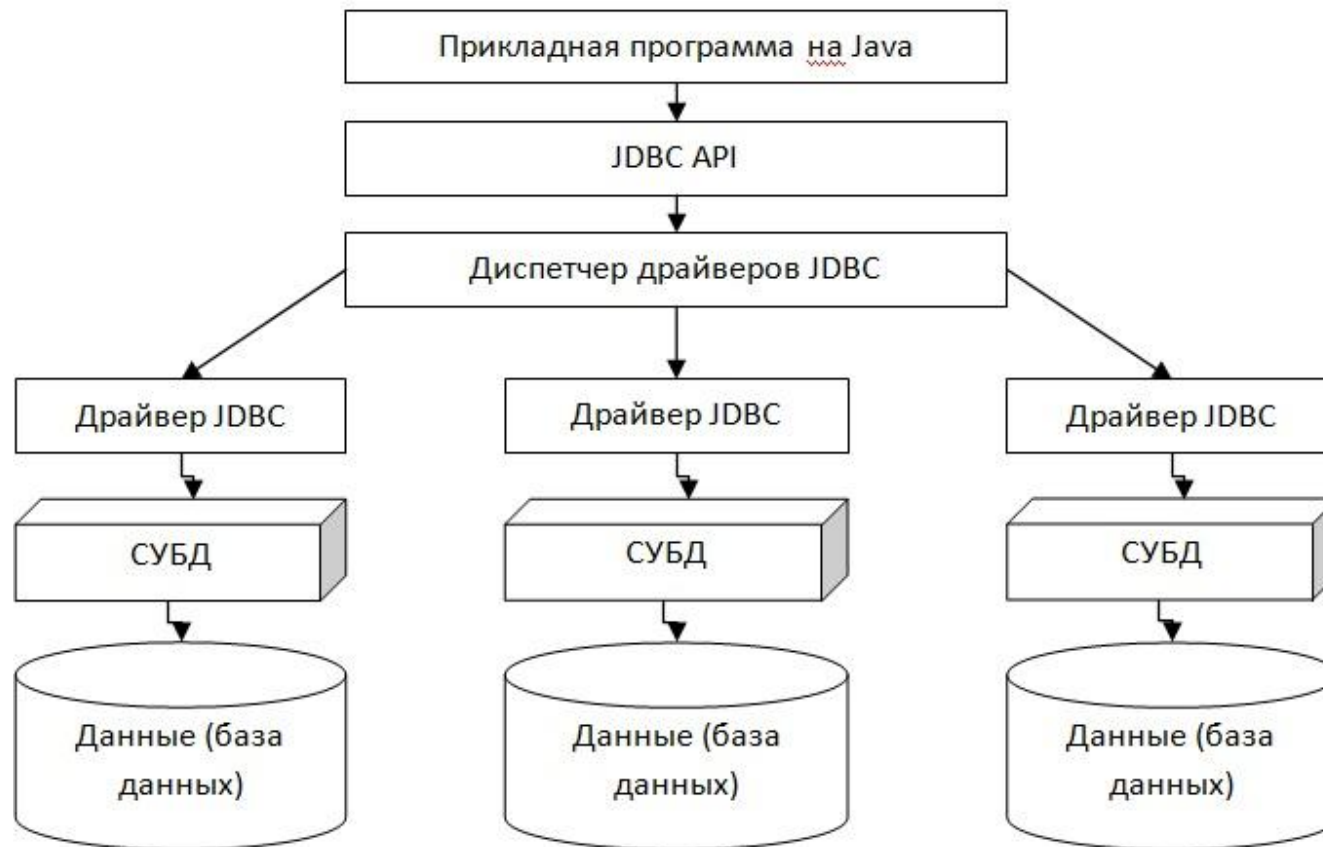 Прикладная программа на Java
JDBC API
Диспетчер драйверов JDBC
Драйвер JDBC
Драйвер JDBC
Драйвер JDBC
СУБД
СУБД
СУБД
Данные (база
данных)
Данные (база
данных)
Данные (база
данных)